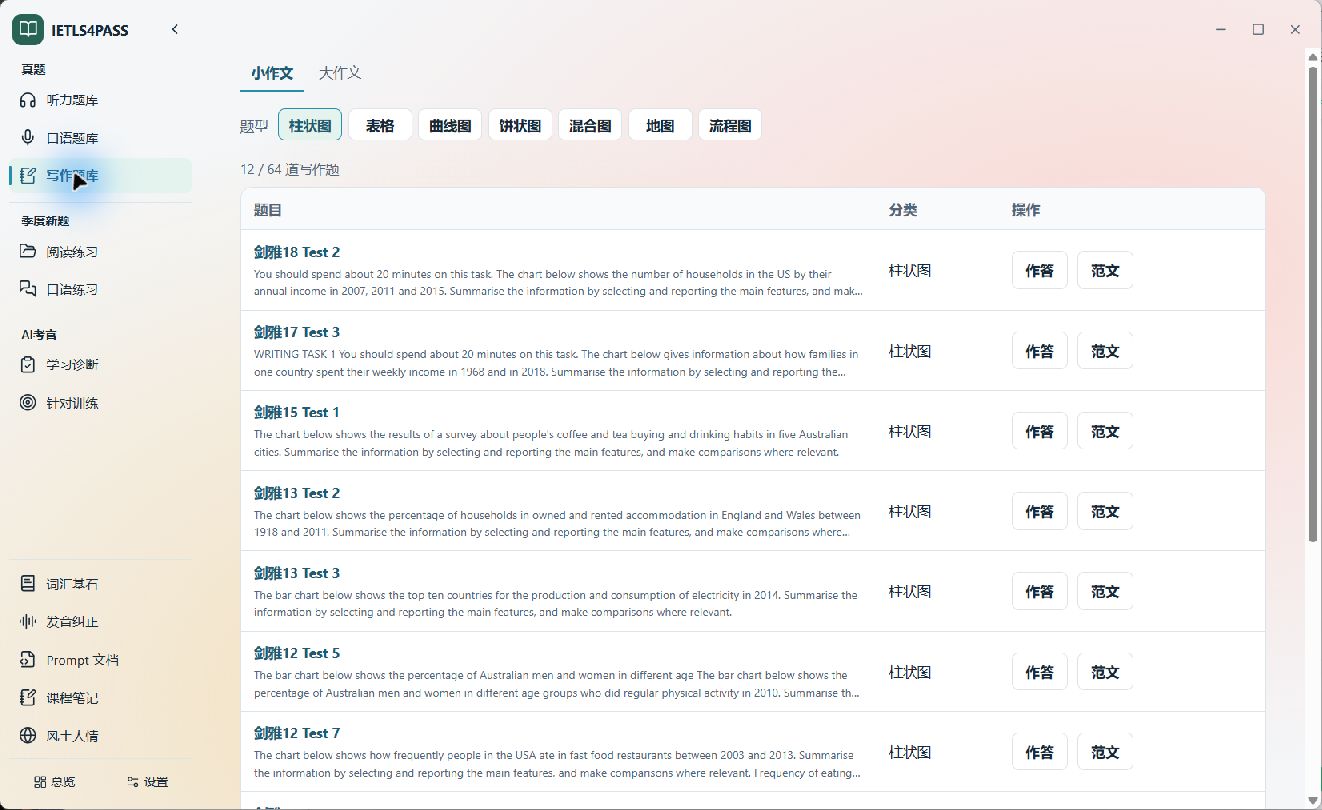 IETLS4PASS
真题
听力题库
口语题库
写作题库
季度新题
阅读练习
口语练习
AI考官
学习诊断
针对训练
词汇基石
发音纠正
Prompt 文档
课程笔记
风土人情
总览
设置
小作文 大作文
题型 柱状图 表格 曲线图 饼状图 混合图 地图 流程图
12 / 64 道写作题
题目 分类 操作
剑雅18 Test 2
You should spend about 20 minutes on this task. The chart below shows the number of households in the US by their
annual income in 2007, 2011 and 2015. Summarise the information by selecting and reporting the main features, and mak...
柱状图 作答 范文
剑雅17 Test 3
WRITING TASK 1 You should spend about 20 minutes on this task. The chart below gives information about how families in
one country spent their weekly income in 1968 and in 2018. Summarise the information by selecting and reporting the...
柱状图 作答 范文
剑雅15 Test 1
The chart below shows the results of a survey about people's coffee and tea buying and drinking habits in five Australian
cities. Summarise the information by selecting and reporting the main features, and make comparisons where relevant.
柱状图 作答 范文
剑雅13 Test 2
The chart below shows the percentage of households in owned and rented accommodation in England and Wales between
1918 and 2011. Summarise the information by selecting and reporting the main features, and make comparisons where...
柱状图 作答 范文
剑雅13 Test 3
The bar chart below shows the top ten countries for the production and consumption of electricity in 2014. Summarise the
information by selecting and reporting the main features, and make comparisons where relevant.
柱状图 作答 范文
剑雅12 Test 5
The bar chart below shows the percentage of Australian men and women in different age The bar chart below shows the
percentage of Australian men and women in different age groups who did regular physical activity in 2010. Summarise th...
柱状图 作答 范文
剑雅12 Test 7
The chart below shows how frequently people in the USA ate in fast food restaurants between 2003 and 2013. Summarise
the information by selecting and reporting the main features, and make comparisons where relevant. Frequency of eating...
柱状图 作答 范文